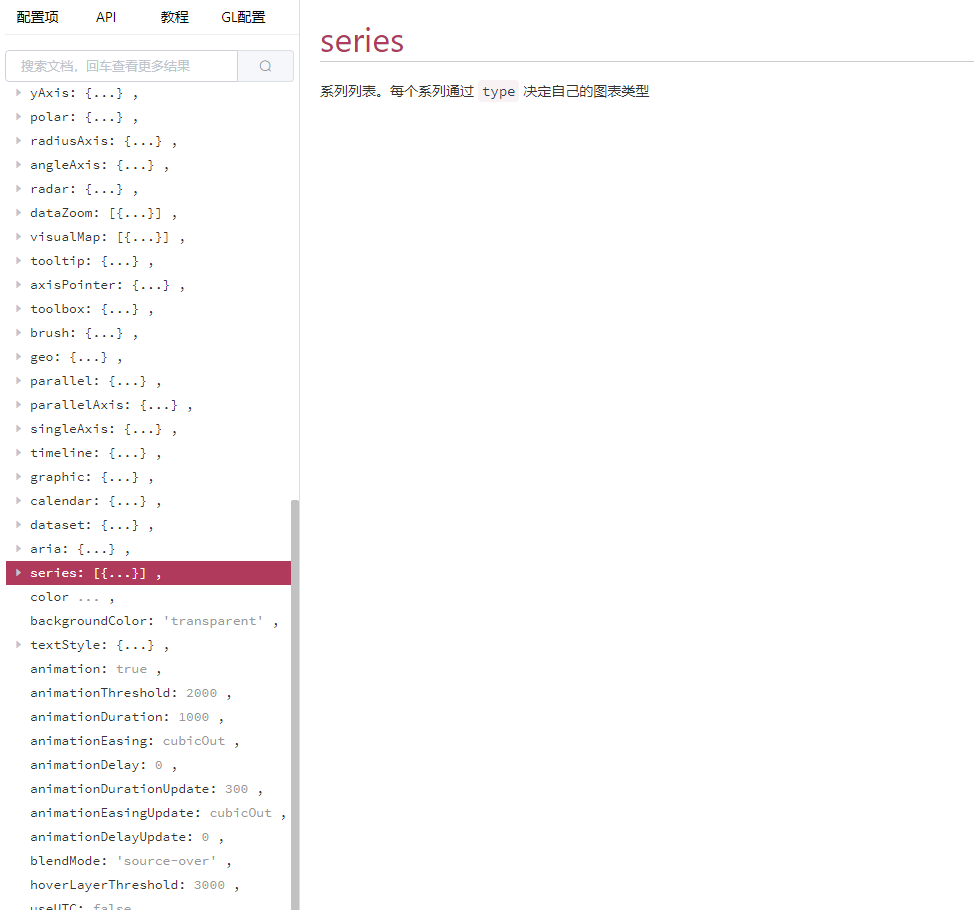 配置项 API 教程 GL配置
搜索文档，回车查看更多结果
yAxis: {...} ,
polar: {...} ,
radiusAxis: {...} ,
angleAxis: {...} ,
radar: {...} ,
dataZoom: [{...}] ,
visualMap: [{...}] ,
tooltip: {...} ,
axisPointer: {...} ,
toolbox: {...} ,
brush: {...} ,
geo: {...} ,
parallel: {...} ,
parallelAxis: {...} ,
singleAxis: {...} ,
timeline: {...} ,
graphic: {...} ,
calendar: {...} ,
dataset: {...} ,
aria: {...} ,
series: [{...}] ,
color ... ,
backgroundColor: 'transparent' ,
textStyle: {...} ,
animation: true ,
animationThreshold: 2000 ,
animationDuration: 1000 ,
animationEasing: cubicOut ,
animationDelay: 0 ,
animationDurationUpdate: 300 ,
animationEasingUpdate: cubicOut ,
animationDelayUpdate: 0 ,
blendMode: 'source-over' ,
hoverLayerThreshold: 3000 ,
useUTC: false
series
系列列表。每个系列通过 type 决定自己的图表类型